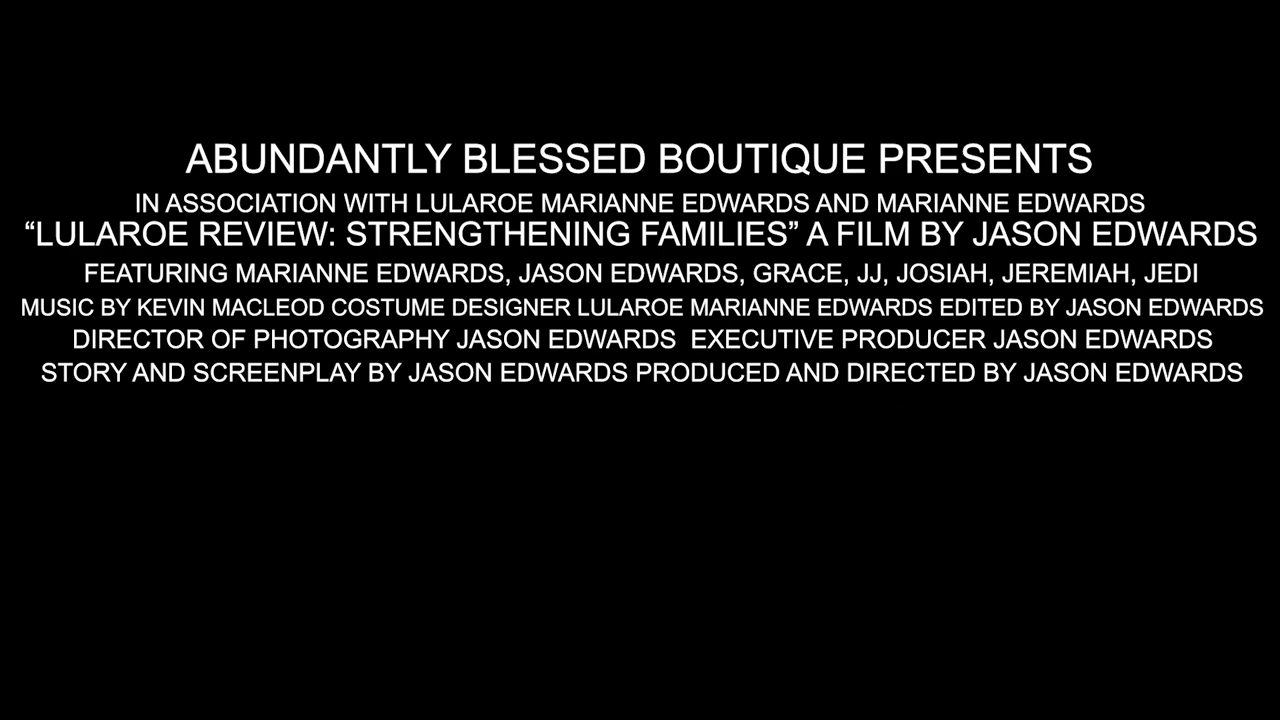 ABUNDANTLY BLESSED BOUTIQUE PRESENTS
IN ASSOCIATION WITH LULAROE MARIANNE EDWARDS AND MARIANNE EDWARDS
“LULAROE REVIEW: STRENGTHENING FAMILIES” A FILM BY JASON EDWARDS
FEATURING MARIANNE EDWARDS, JASON EDWARDS, GRACE, JJ, JOSIAH, JEREMIAH, JEDI
MUSIC BY KEVIN MACLEOD COSTUME DESIGNER LULAROE MARIANNE EDWARDS EDITED BY JASON EDWARDS
DIRECTOR OF PHOTOGRAPHY JASON EDWARDS  EXECUTIVE PRODUCER JASON EDWARDS
STORY AND SCREENPLAY BY JASON EDWARDS PRODUCED AND DIRECTED BY JASON EDWARDS